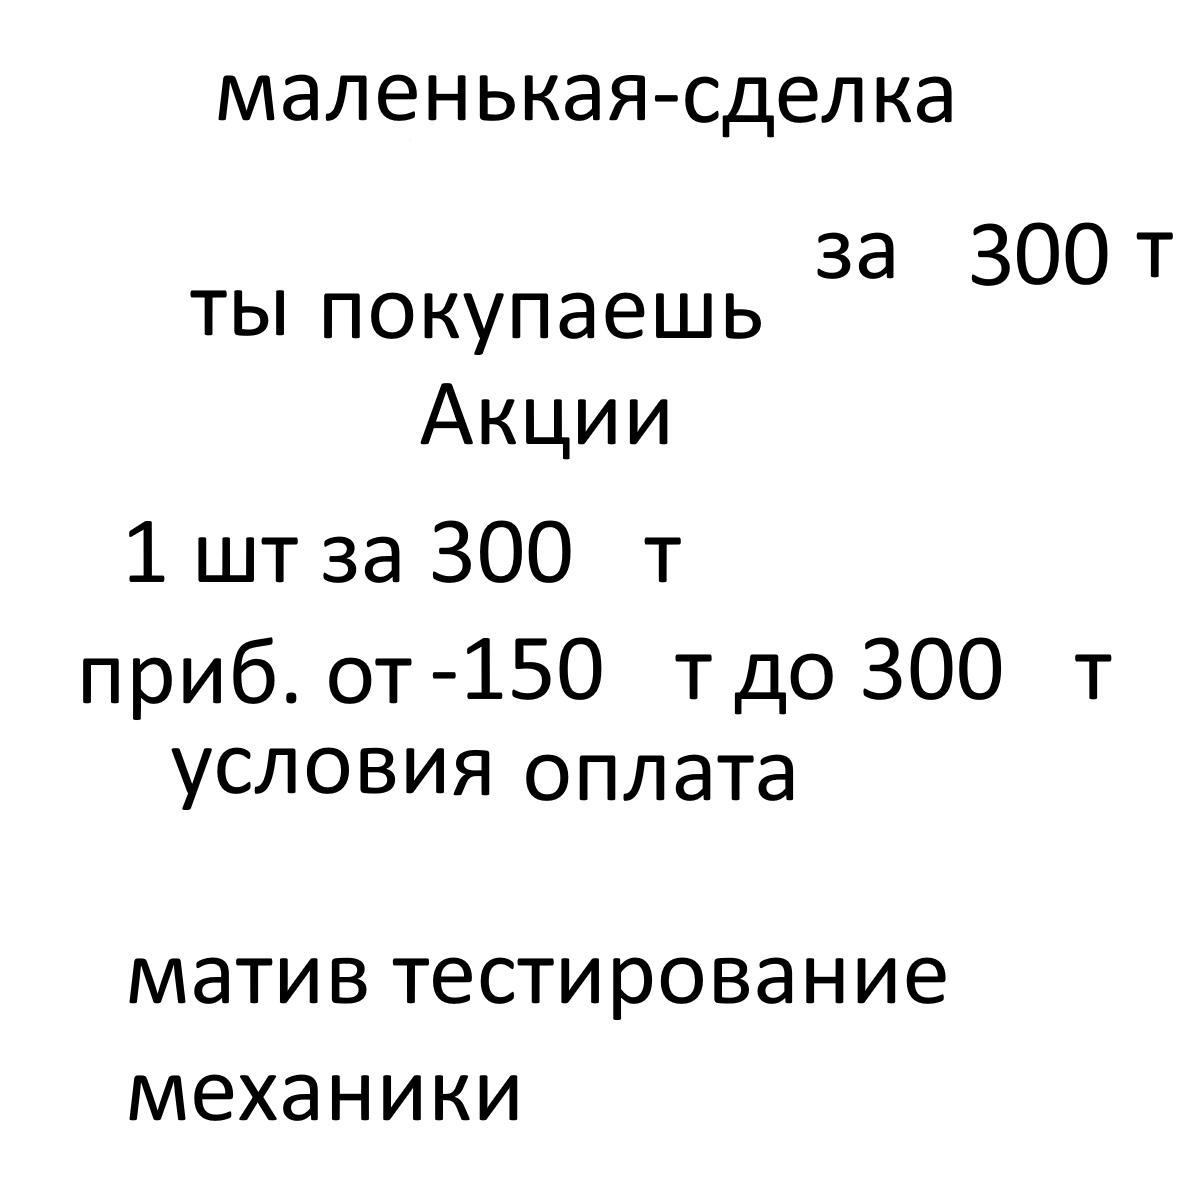 маленькая-сделка
ты покупаешь за 300 т
Акции
1 шт за 300 т
приб. от -150 т до 300 т
условия оплата
матив тестирование
механики